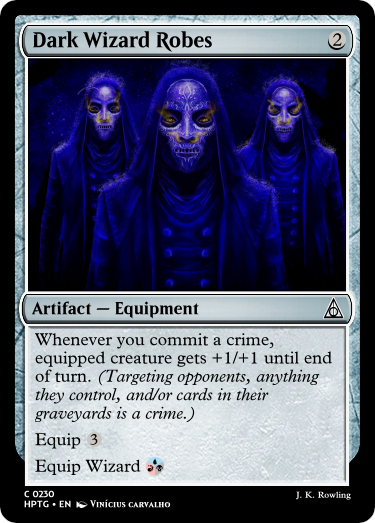 Dark Wizard Robes 2
Artifact — Equipment
Whenever you commit a crime,
equipped creature gets +1/+1 until end
of turn. (Targeting opponents, anything
they control, and/or cards in their
graveyards is a crime.)
Equip 3
Equip Wizard
C 0230
HPTG • EN VINÍCIUS CARVALHO
J. K. Rowling